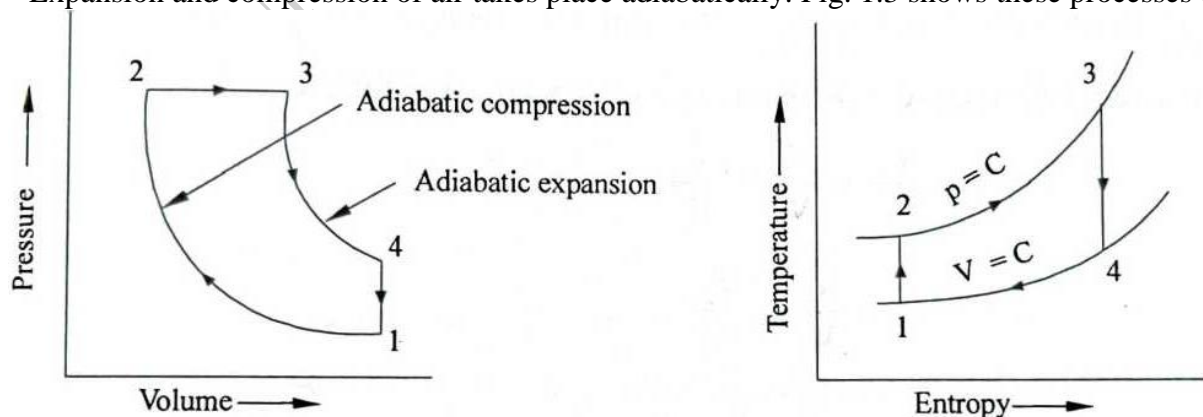 Expansion and compression of air takes place adiabatically. Fig. 1.3 shows these processes
2
3
Adiabatic compression
Adiabatic expansion
4
1
Pressure
Volume
3
p = C
2
V = C
4
1
Temperature
Entropy